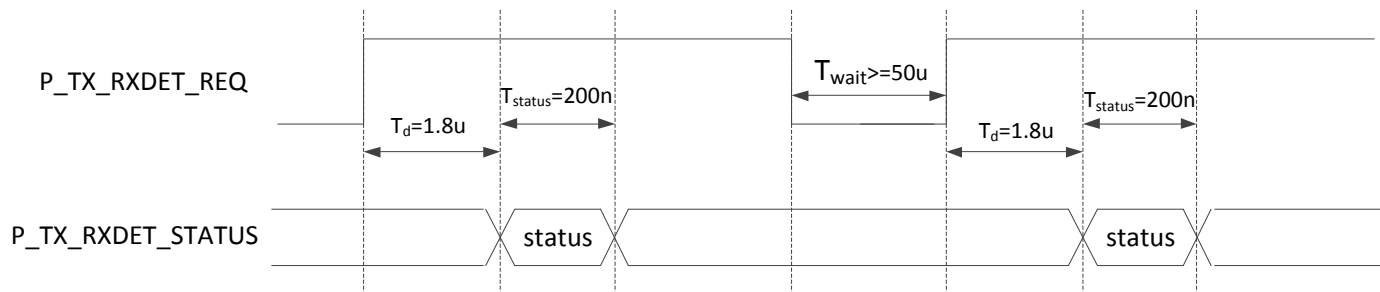 P_TX_RXDET_REQ
Twait>=50u
Tstatus=200n
Td=1.8u
Tstatus=200n
Td=1.8u
P_TX_RXDET_STATUS
status
status